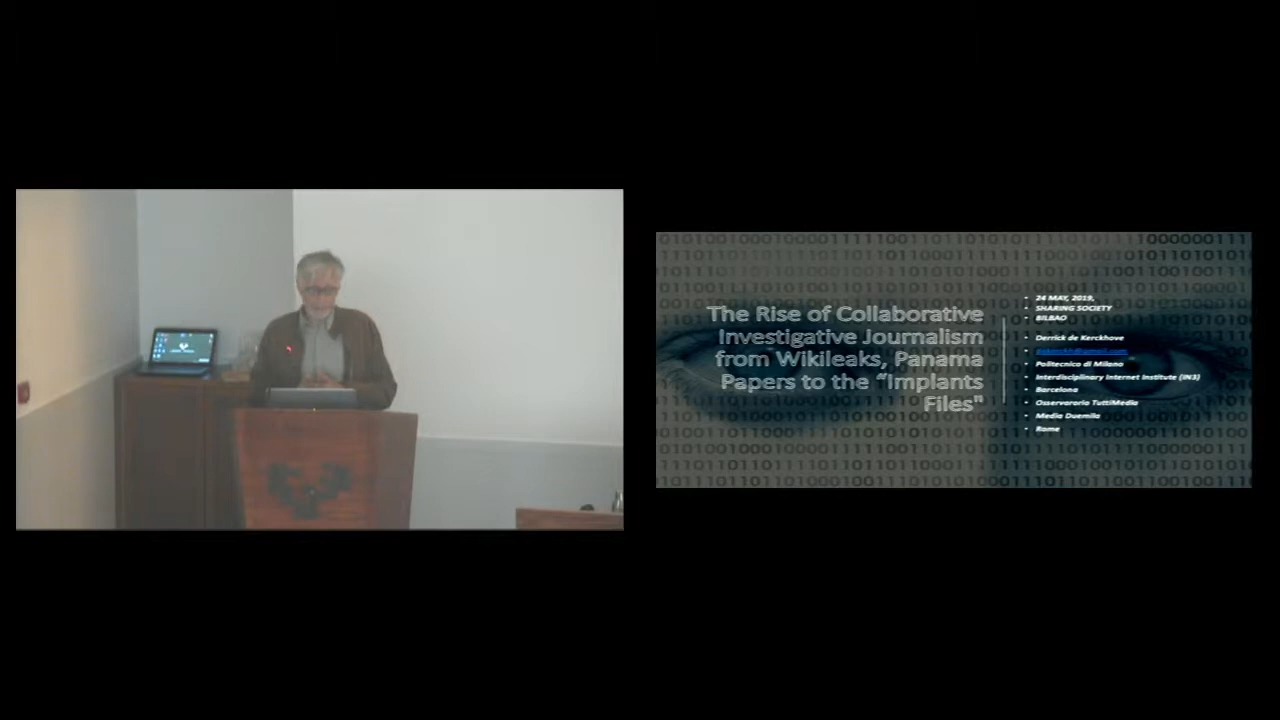 The Rise of Collaborative
Investigative Journalism
from Wikileaks, Panama
Papers to the “Implants
Files"
• 24 MAY, 2019,
• SHARING SOCIETY
• BILBAO
• Derrick de Kerckhove
• Politecnico di Milano
• Interdisciplinary Internet Institute (IN3)
• Barcelona
• Osservatorio TuttiMedia
• Media Duemila
• Rome